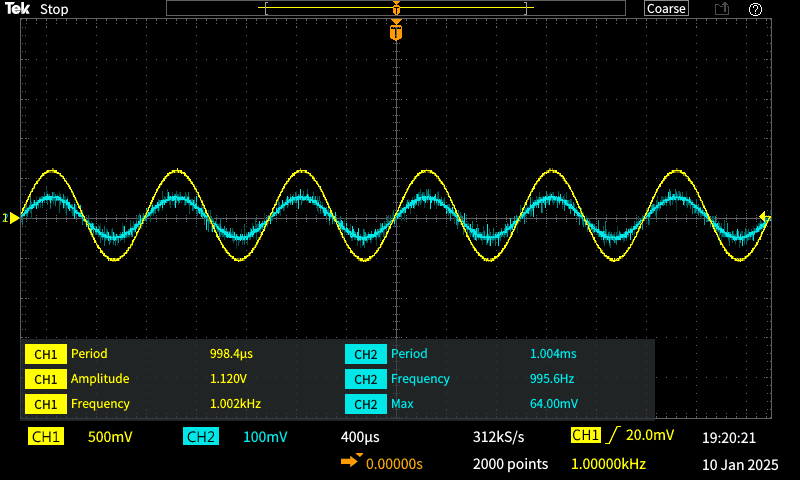 Tek Stop T Coarse ?
T
1
CH1 Period 998.4µs CH2 Period 1.004ms
CH1 Amplitude 1.120V CH2 Frequency 995.6Hz
CH1 Frequency 1.002kHz CH2 Max 64.00mV
CH1 500mV CH2 100mV 400µs 312kS/s CH1 20.0mV 19:20:21
0.00000s 2000 points 1.00000kHz 10 Jan 2025